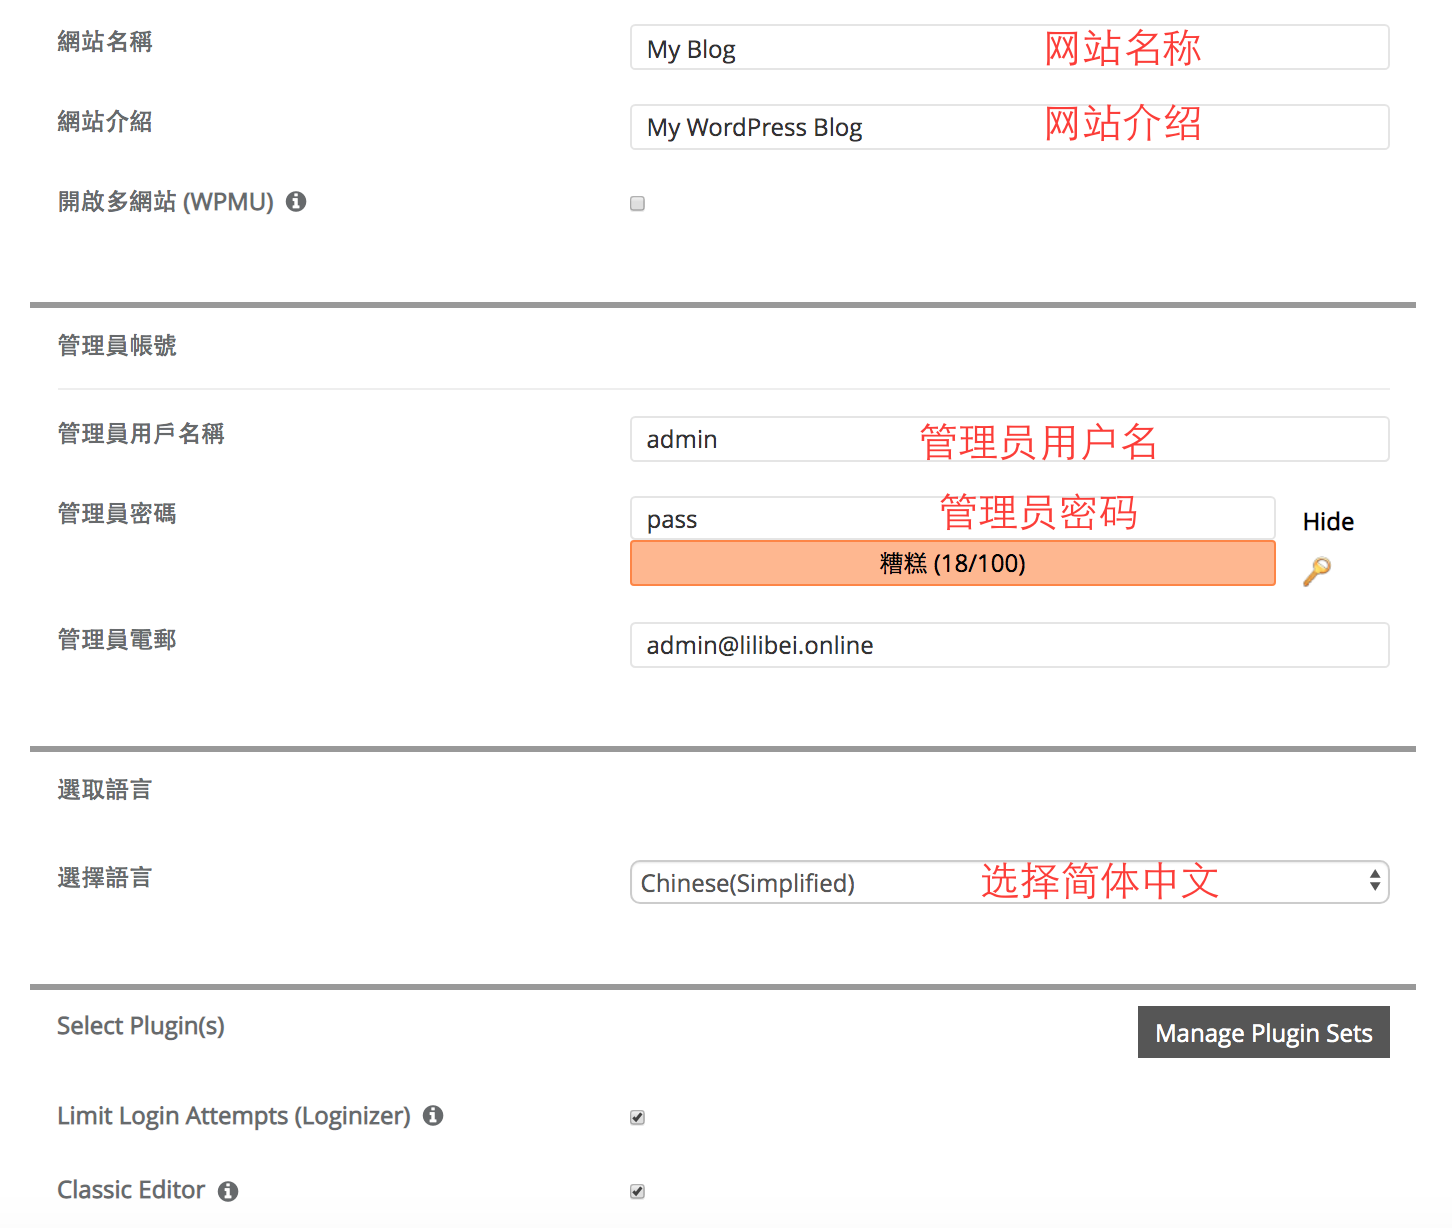 網站名稱
My Blog 网站名称
網站介紹
My WordPress Blog 网站介绍
開啟多網站 (WPMU)
管理員帳號
管理員用戶名稱
admin 管理员用户名
管理員密碼
pass 管理员密码
Hide
糟糕 (18/100)
管理員電郵
admin@lilibei.online
選取語言
選擇語言
Chinese(Simplified) 选择简体中文
Select Plugin(s)
Manage Plugin Sets
Limit Login Attempts (Loginizer)
Classic Editor